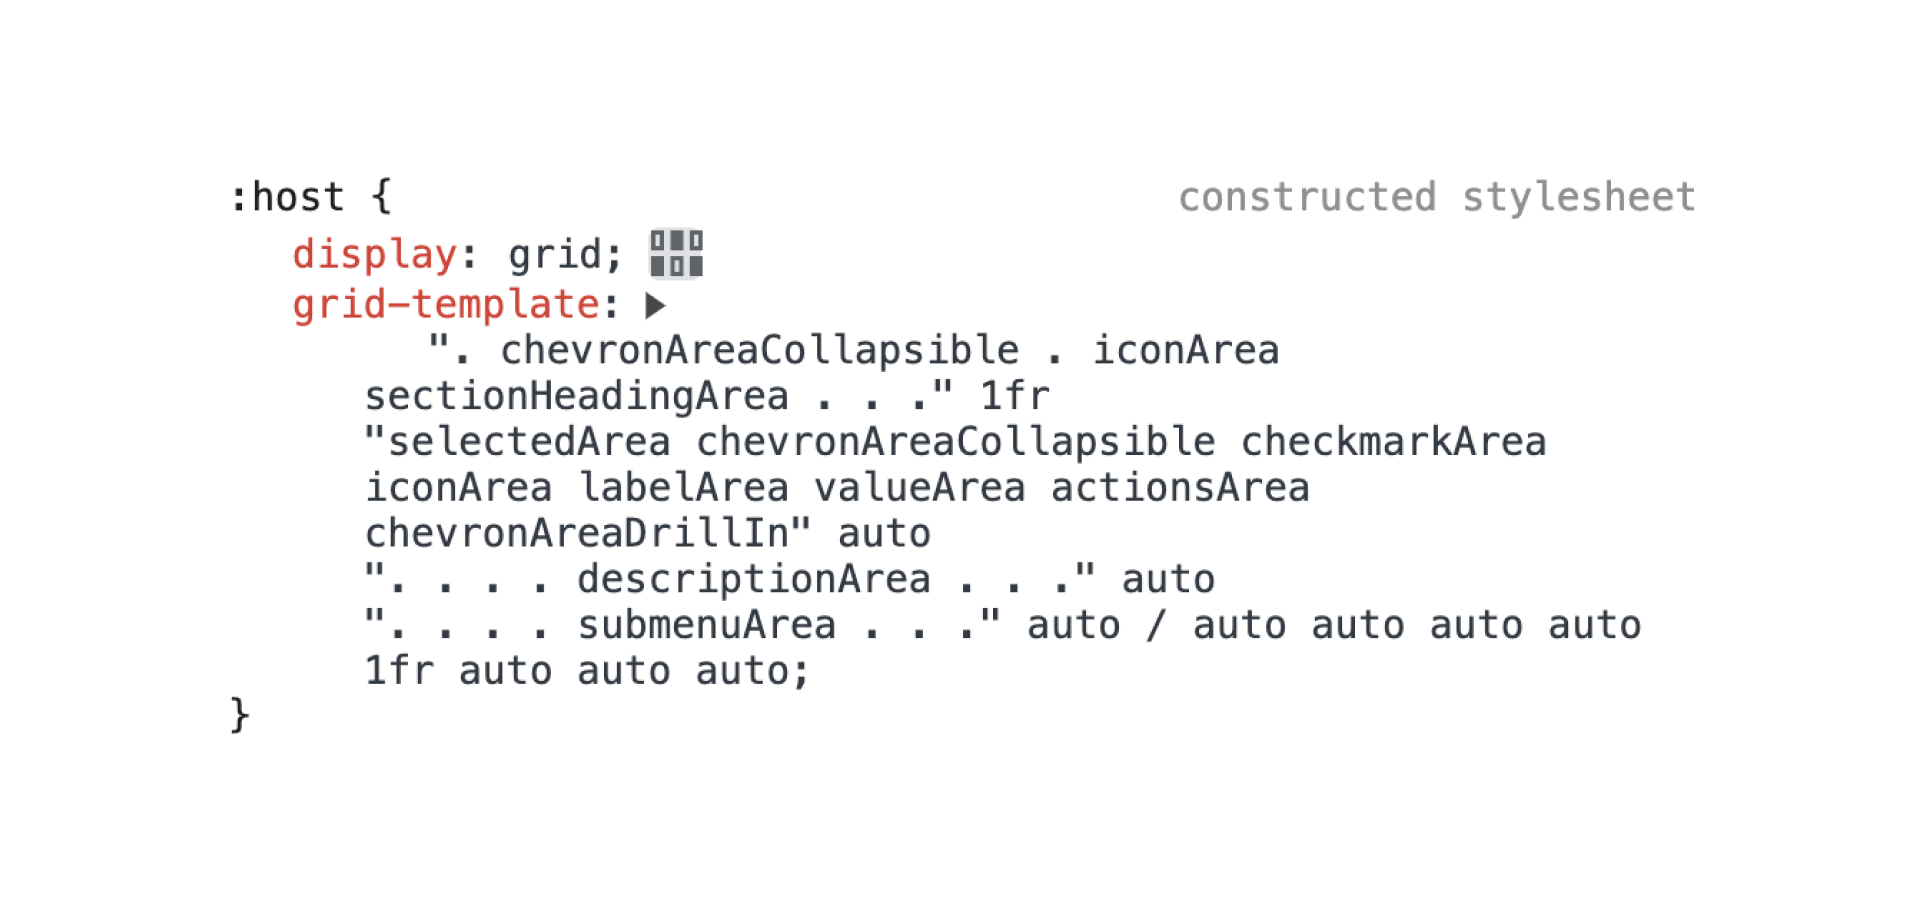 :host { constructed stylesheet
display: grid;
grid-template: ▶
". chevronAreaCollapsible . iconArea
sectionHeadingArea . . ." 1fr
"selectedArea chevronAreaCollapsible checkmarkArea
iconArea labelArea valueArea actionsArea
chevronAreaDrillIn" auto
". . . . descriptionArea . . ." auto
". . . . submenuArea . . ." auto / auto auto auto auto
1fr auto auto auto;
}